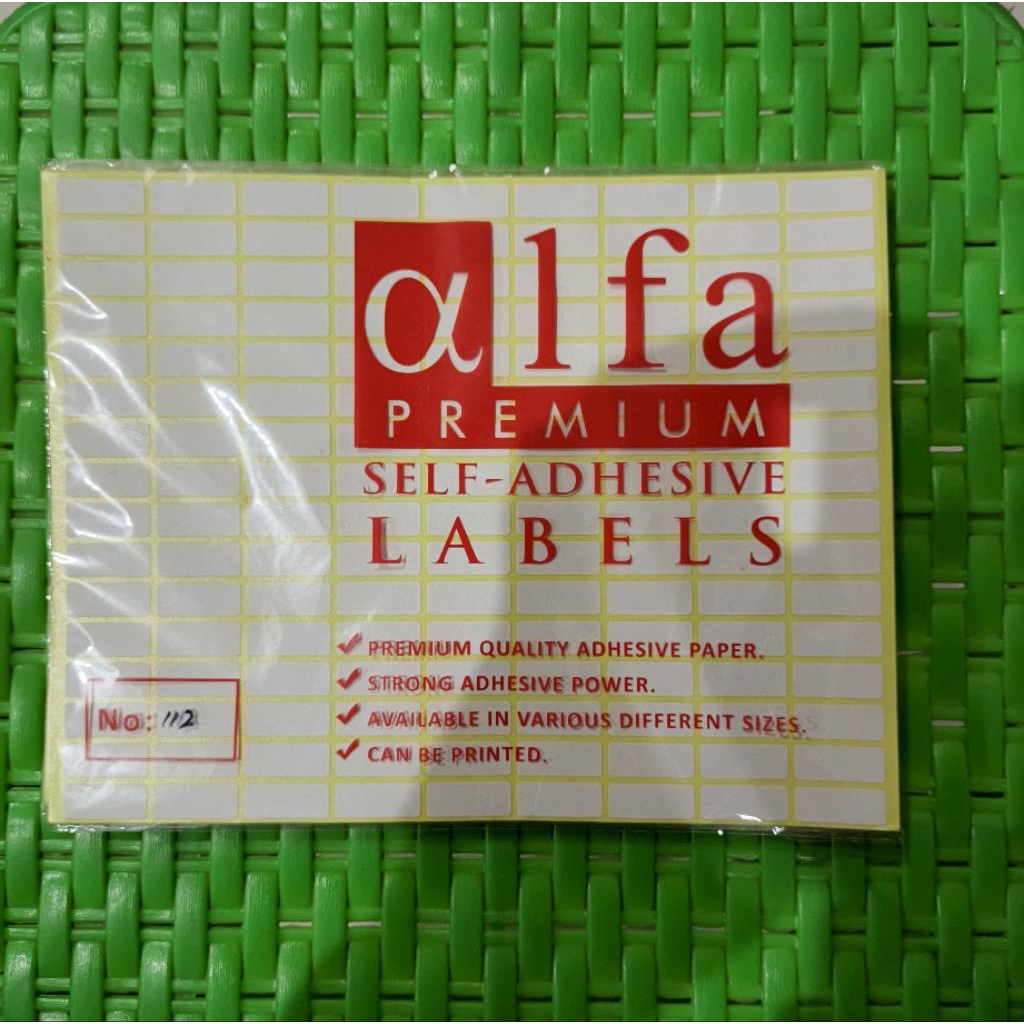 αlfa
PREMIUM
SELF-ADHESIVE
LABELS
✔ PREMIUM QUALITY ADHESIVE PAPER.
✔ STRONG ADHESIVE POWER.
✔ AVAILABLE IN VARIOUS DIFFERENT SIZES.
✔ CAN BE PRINTED.
No: 112